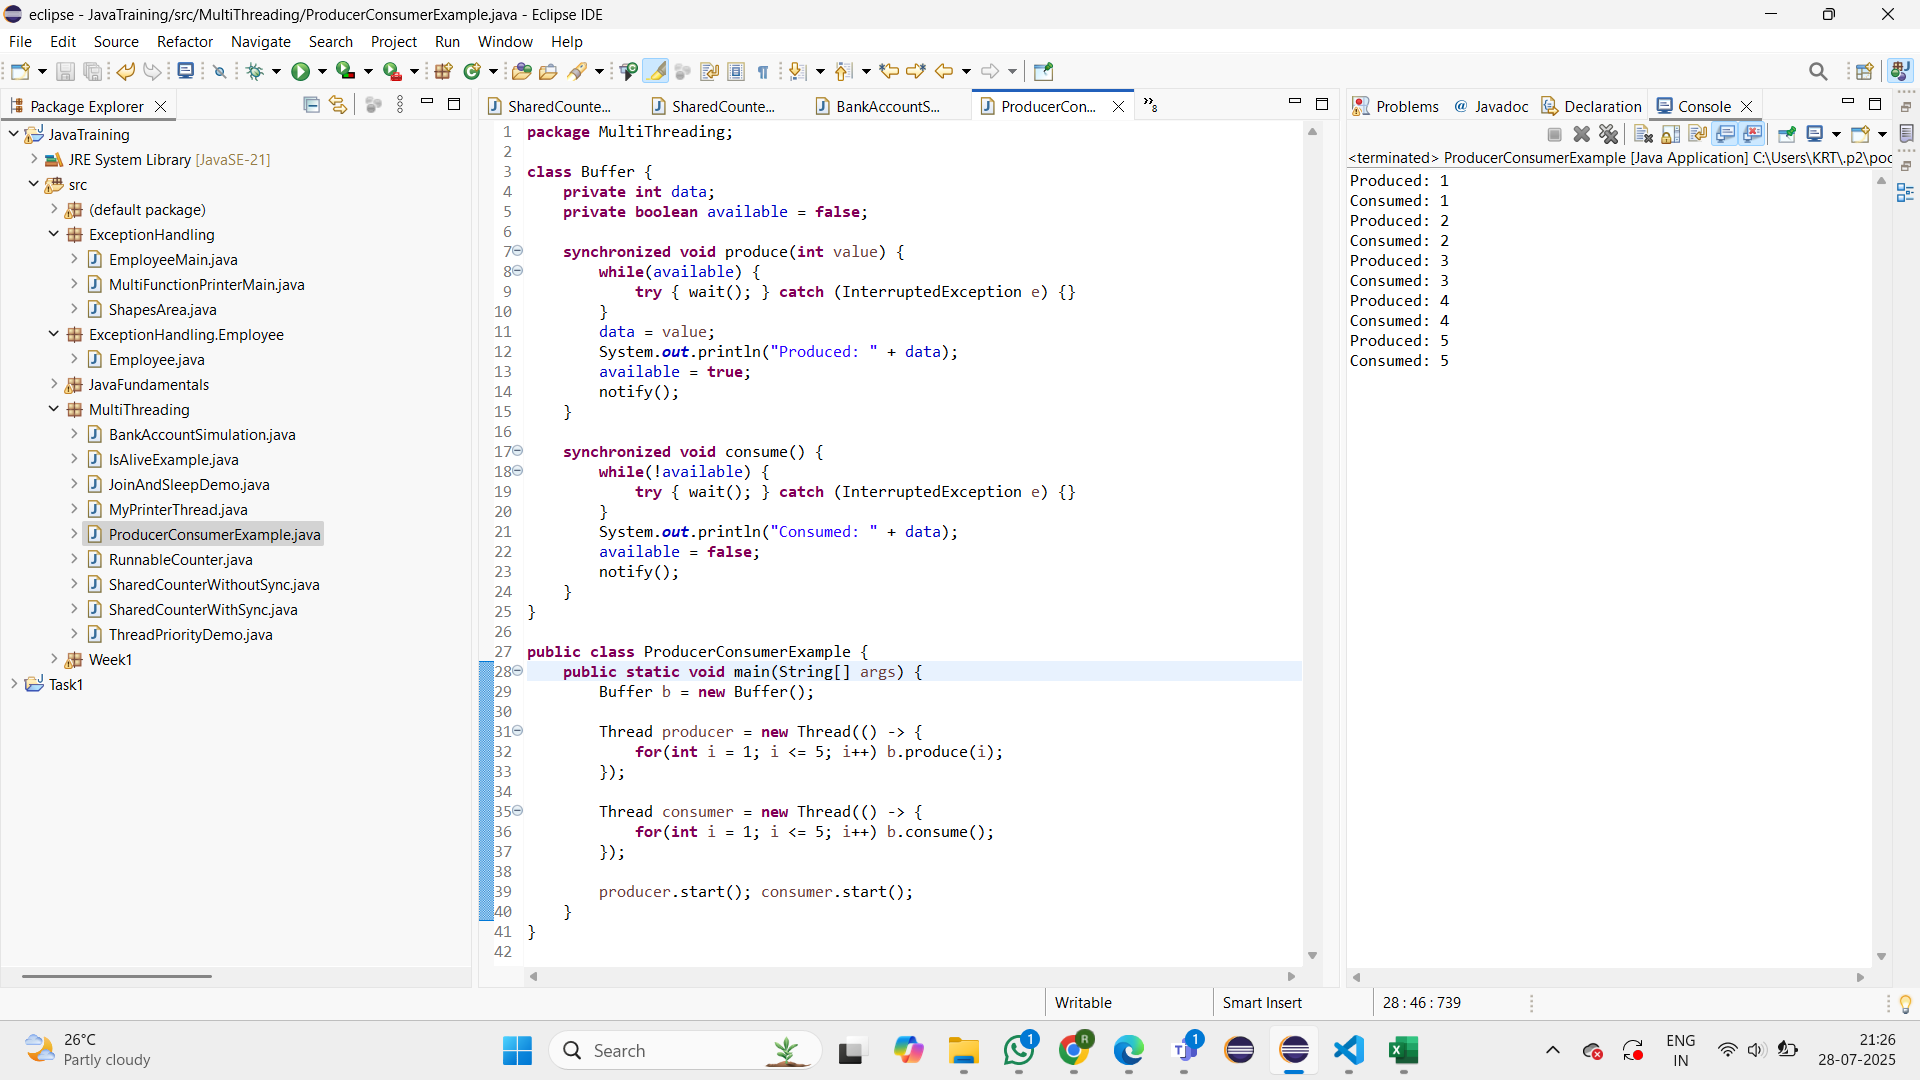 eclipse - JavaTraining/src/MultiThreading/ProducerConsumerExample.java - Eclipse IDE
File Edit Source Refactor Navigate Search Project Run Window Help
Package Explorer
JavaTraining
JRE System Library [JavaSE-21]
src
(default package)
ExceptionHandling
EmployeeMain.java
MultiFunctionPrinterMain.java
ShapesArea.java
ExceptionHandling.Employee
Employee.java
JavaFundamentals
MultiThreading
BankAccountSimulation.java
IsAliveExample.java
JoinAndSleepDemo.java
MyPrinterThread.java
ProducerConsumerExample.java
RunnableCounter.java
SharedCounterWithoutSync.java
SharedCounterWithSync.java
ThreadPriorityDemo.java
Week1
Task1
SharedCounte... SharedCounte... BankAccountS... ProducerCon... »8
1 package MultiThreading;
2
3 class Buffer {
4     private int data;
5     private boolean available = false;
6
7     synchronized void produce(int value) {
8         while(available) {
9             try { wait(); } catch (InterruptedException e) {}
10         }
11         data = value;
12         System.out.println("Produced: " + data);
13         available = true;
14         notify();
15     }
16
17     synchronized void consume() {
18         while(!available) {
19             try { wait(); } catch (InterruptedException e) {}
20         }
21         System.out.println("Consumed: " + data);
22         available = false;
23         notify();
24     }
25 }
26
27 public class ProducerConsumerExample {
28     public static void main(String[] args) {
29         Buffer b = new Buffer();
30
31         Thread producer = new Thread(() -> {
32             for(int i = 1; i <= 5; i++) b.produce(i);
33         });
34
35         Thread consumer = new Thread(() -> {
36             for(int i = 1; i <= 5; i++) b.consume();
37         });
38
39         producer.start(); consumer.start();
40     }
41 }
42
Problems @ Javadoc Declaration Console
<terminated> ProducerConsumerExample [Java Application] C:\Users\KRT\.p2\poo
Produced: 1
Consumed: 1
Produced: 2
Consumed: 2
Produced: 3
Consumed: 3
Produced: 4
Consumed: 4
Produced: 5
Consumed: 5
Writable Smart Insert 28 : 46 : 739
26°C
Partly cloudy
Search
1
R
1
ENG
IN
21:26
28-07-2025